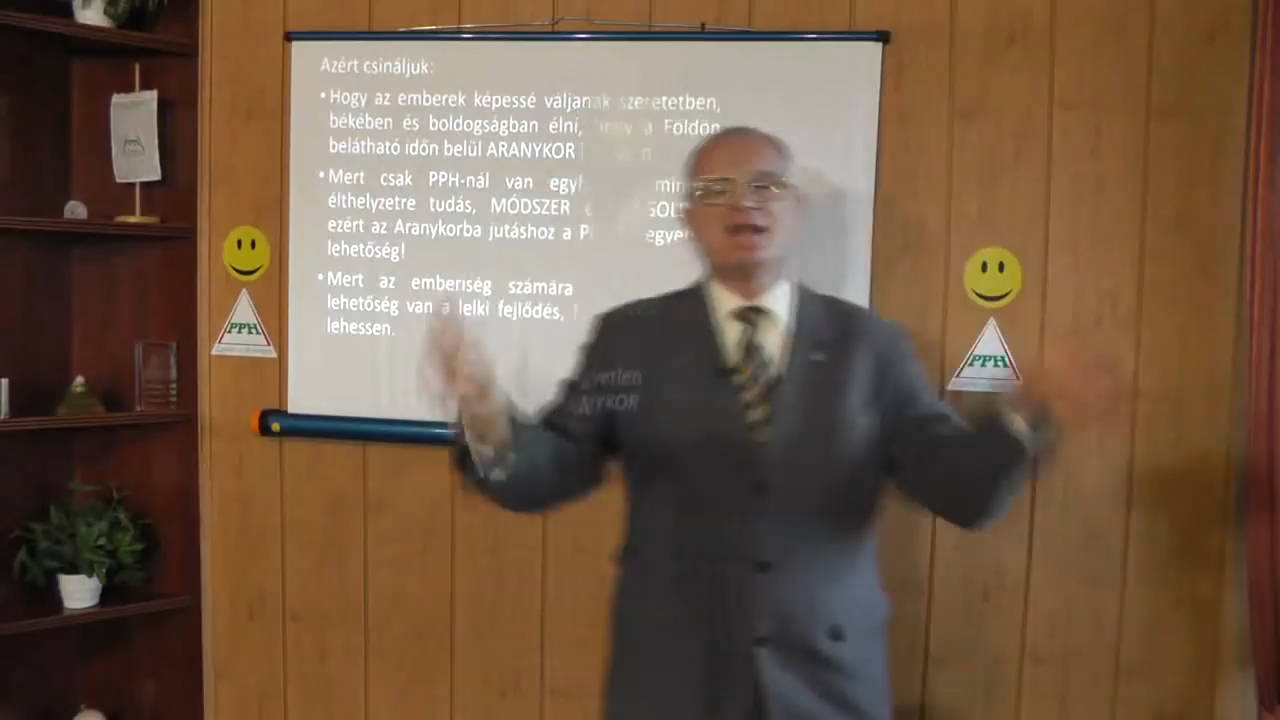 Azért csináljuk:
• Hogy az emberek képessé váljanak szeretetben,
békében és boldogságban élni, hogy a Földön
belátható időn belül ARANYKOR
• Mert csak PPH-nál van
élthelyzetre tudás, MÓDSZER
ezért az Aranykorba jutáshoz a
lehetőség!
• Mert az emberiség számára
lehetőség van a lelki fejlődés,
lehessen.
PPH
PPH